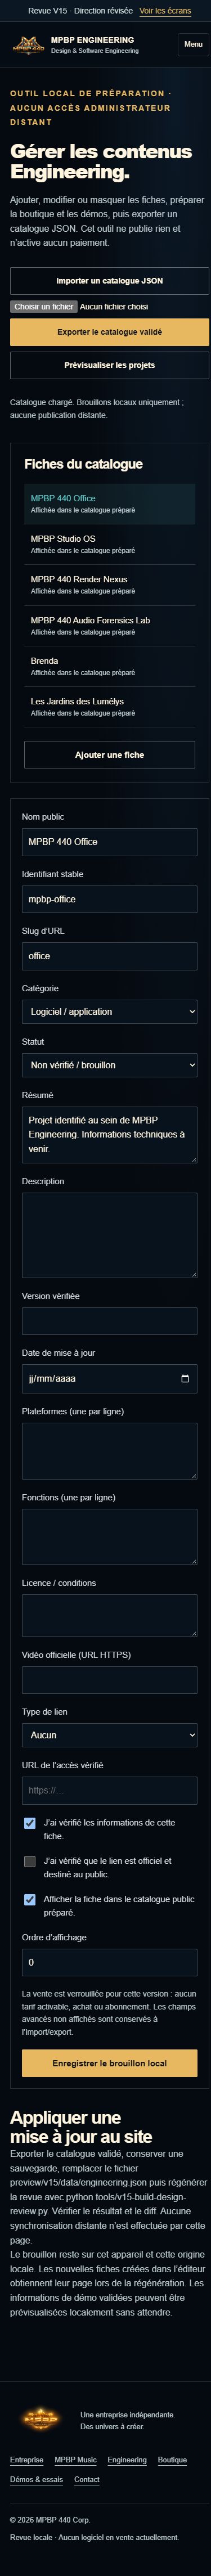 Revue V15 · Direction révisée Voir les écrans
MPBP ENGINEERING
Design & Software Engineering
Menu
OUTIL LOCAL DE PRÉPARATION ·
AUCUN ACCÈS ADMINISTRATEUR
DISTANT
Gérer les contenus
Engineering.
Ajouter, modifier ou masquer les fiches, préparer
la boutique et les démos, puis exporter un
catalogue JSON. Cet outil ne publie rien et
n'active aucun paiement.
Importer un catalogue JSON
Choisir un fichier Aucun fichier choisi
Exporter le catalogue validé
Prévisualiser les projets
Catalogue chargé. Brouillons locaux uniquement ;
aucune publication distante.
Fiches du catalogue
MPBP 440 Office
Affichée dans le catalogue préparé
MPBP Studio OS
Affichée dans le catalogue préparé
MPBP 440 Render Nexus
Affichée dans le catalogue préparé
MPBP 440 Audio Forensics Lab
Affichée dans le catalogue préparé
Brenda
Affichée dans le catalogue préparé
Les Jardins des Lumélys
Affichée dans le catalogue préparé
Ajouter une fiche
Nom public
MPBP 440 Office
Identifiant stable
mpbp-office
Slug d'URL
office
Catégorie
Logiciel / application
Statut
Non vérifié / brouillon
Résumé
Projet identifié au sein de MPBP
Engineering. Informations techniques à
venir.
Description
Version vérifiée
Date de mise à jour
jj/mm/aaaa
Plateformes (une par ligne)
Fonctions (une par ligne)
Licence / conditions
Vidéo officielle (URL HTTPS)
Type de lien
Aucun
URL de l'accès vérifié
https://…
J'ai vérifié les informations de cette
fiche.
J'ai vérifié que le lien est officiel et
destiné au public.
Afficher la fiche dans le catalogue public
préparé.
Ordre d'affichage
0
La vente est verrouillée pour cette version : aucun
tarif activable, achat ou abonnement. Les champs
avancés non affichés sont conservés à
l'import/export.
Enregistrer le brouillon local
Appliquer une
mise à jour au site
Exporter le catalogue validé, conserver une
sauvegarde, remplacer le fichier
preview/v15/data/engineering.json puis régénérer
la revue avec python tools/v15-build-design-
review.py. Vérifier le résultat et le diff. Aucune
synchronisation distante n'est effectuée par cette
page.
Le brouillon reste sur cet appareil et cette origine
locale. Les nouvelles fiches créées dans l'éditeur
obtiennent leur page lors de la régénération. Les
informations de démo validées peuvent être
prévisualisées localement sans attendre.
MPBP
Une entreprise indépendante.
Des univers à créer.
Entreprise MPBP Music Engineering Boutique
Démos & essais Contact
© 2026 MPBP 440 Corp.
Revue locale · Aucun logiciel en vente actuellement.